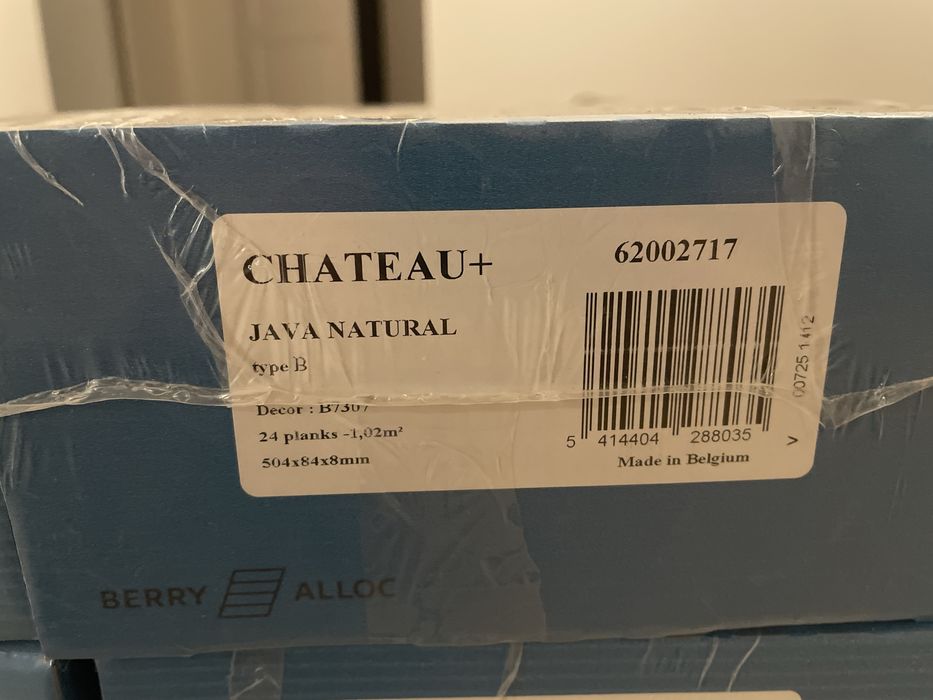 CHATEAU+
62002717
JAVA NATURAL
type B
Decor : B7307
24 planks -1,02m²
504x84x8mm
5 414404 288035 >
Made in Belgium
00725 1412
BERRY ALLOC